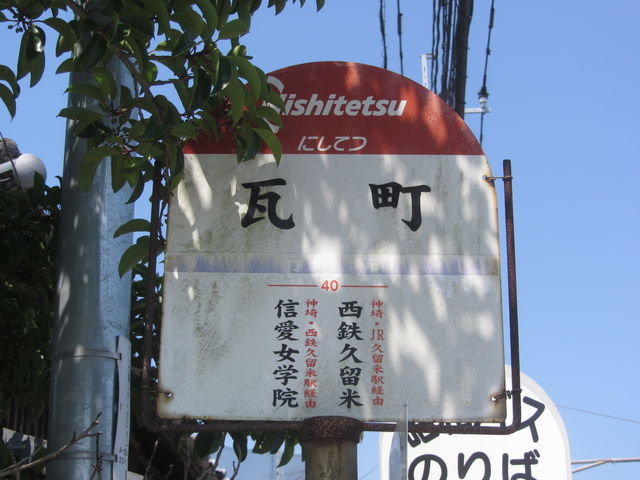 Nishitetsu
にしてつ
瓦町
40
神埼・JR久留米駅経由
西鉄久留米
神埼・西鉄久留米駅経由
信愛女学院
のりば